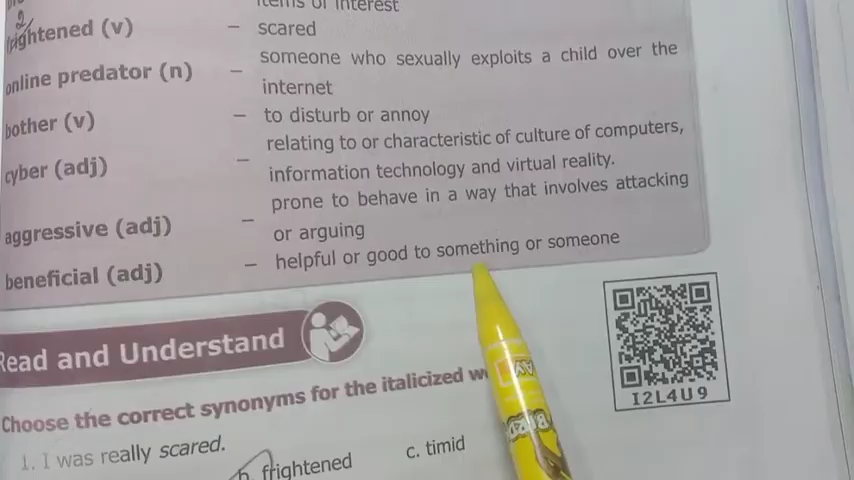 items of interest
frightened (v) – scared
online predator (n) – someone who sexually exploits a child over the
internet
bother (v) – to disturb or annoy
cyber (adj) – relating to or characteristic of culture of computers,
information technology and virtual reality.
aggressive (adj) – prone to behave in a way that involves attacking
or arguing
beneficial (adj) – helpful or good to something or someone
Read and Understand
I2L4U9
Choose the correct synonyms for the italicized
1. I was really scared.
b. frightened c. timid